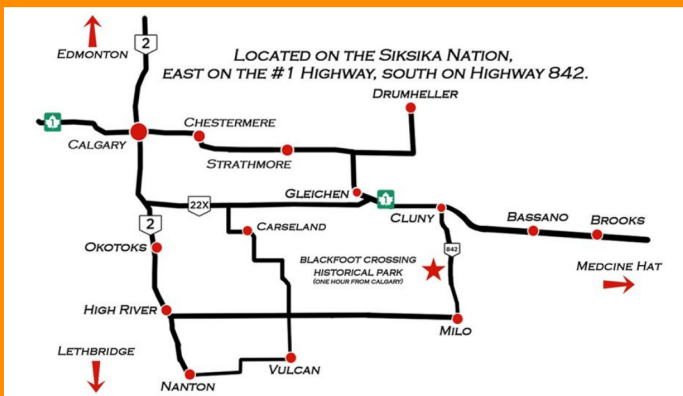 EDMONTON
2
LOCATED ON THE SIKSIKA NATION,
EAST ON THE #1 HIGHWAY, SOUTH ON HIGHWAY 842.
DRUMHELLER
1
CALGARY
CHESTERMERE
STRATHMORE
GLEICHEN
1
22X
CLUNY
2
CARSELAND
BASSANO
BROOKS
OKOTOKS
842
BLACKFOOT CROSSING
HISTORICAL PARK
(ONE HOUR FROM CALGARY)
MEDCINE HAT
HIGH RIVER
MILO
LETHBRIDGE
VULCAN
NANTON